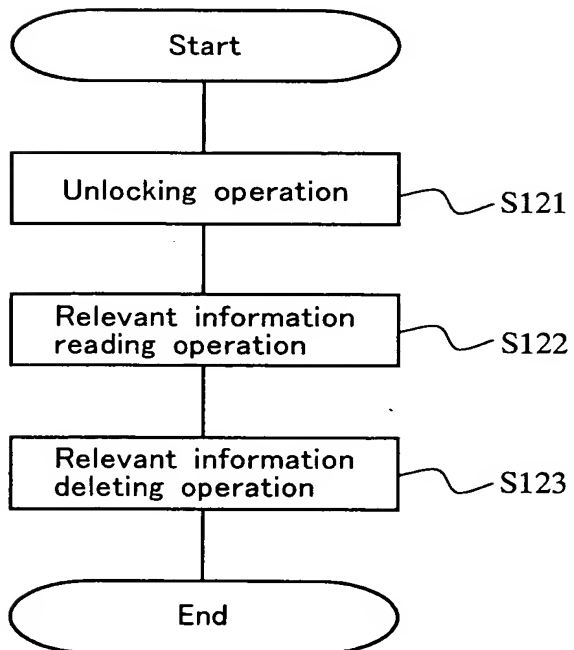 Start
Unlocking operation
S121
Relevant information
reading operation
S122
Relevant information
deleting operation
S123
End